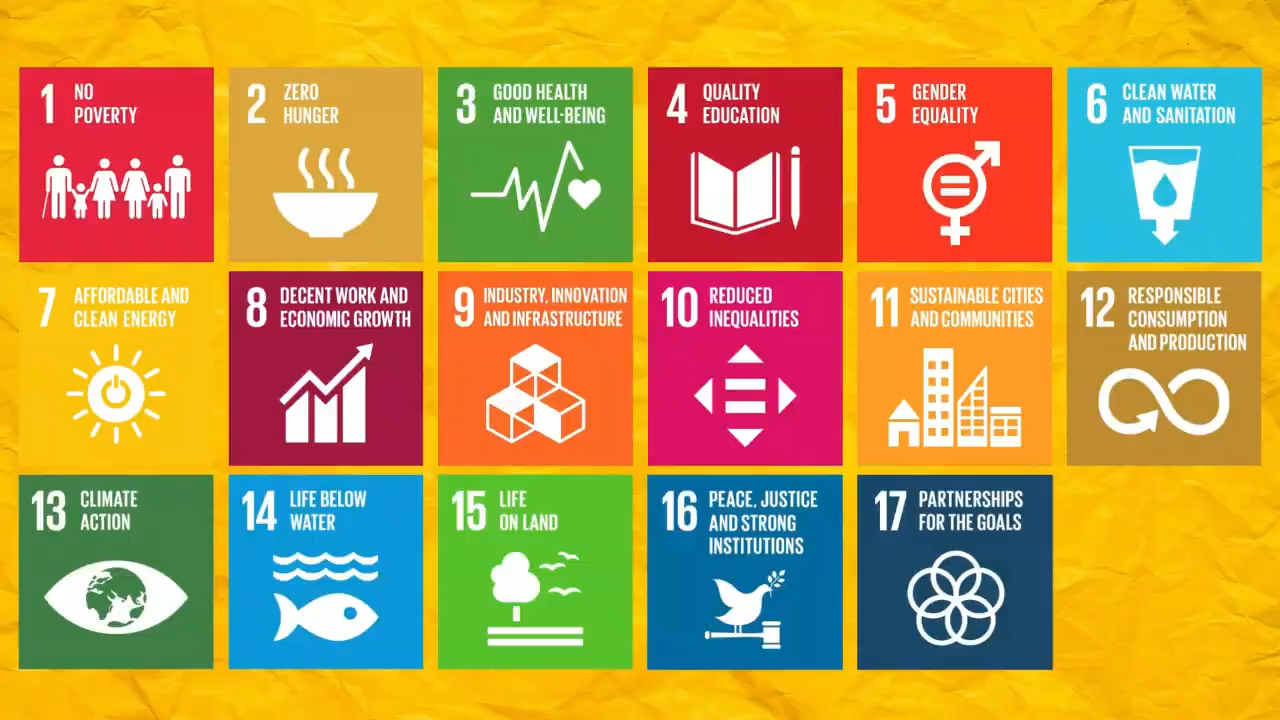 1 NO
POVERTY
2 ZERO
HUNGER
3 GOOD HEALTH
AND WELL-BEING
4 QUALITY
EDUCATION
5 GENDER
EQUALITY
6 CLEAN WATER
AND SANITATION
7 AFFORDABLE AND
CLEAN ENERGY
8 DECENT WORK AND
ECONOMIC GROWTH
9 INDUSTRY, INNOVATION
AND INFRASTRUCTURE
10 REDUCED
INEQUALITIES
11 SUSTAINABLE CITIES
AND COMMUNITIES
12 RESPONSIBLE
CONSUMPTION
AND PRODUCTION
13 CLIMATE
ACTION
14 LIFE BELOW
WATER
15 LIFE
ON LAND
16 PEACE, JUSTICE
AND STRONG
INSTITUTIONS
17 PARTNERSHIPS
FOR THE GOALS